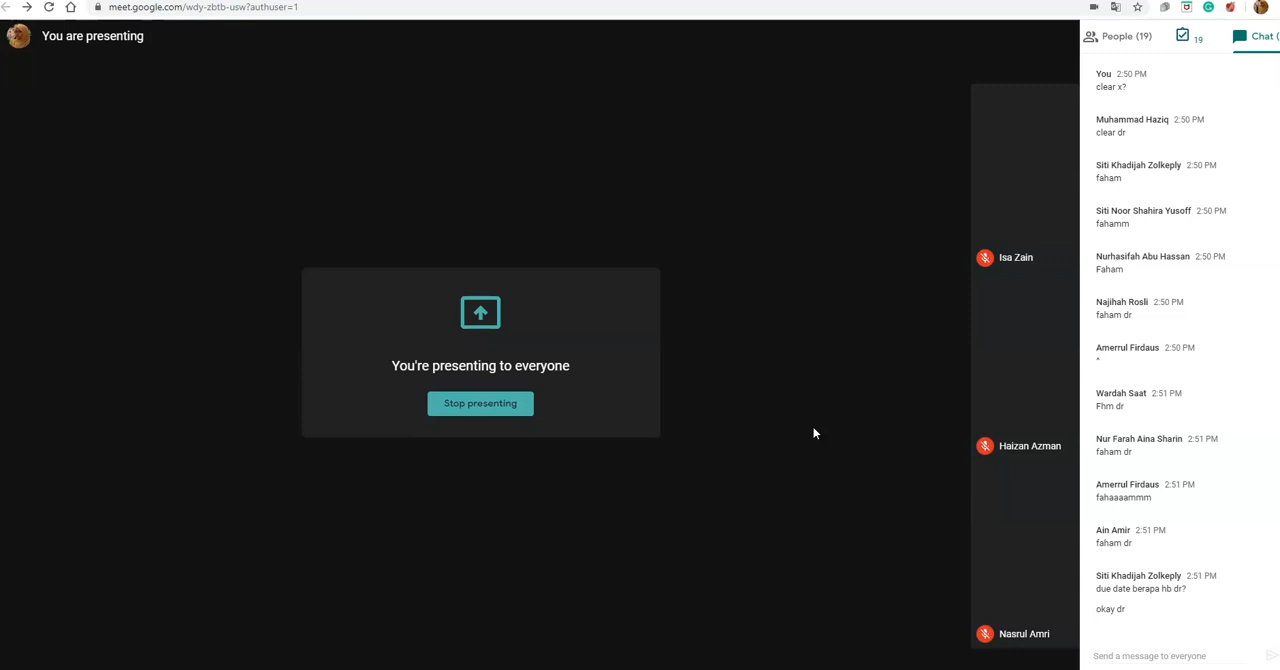 meet.google.com/wdy-zbtb-usw?authuser=1
You are presenting
People (19)
19
Chat (
You 2:50 PM
clear x?
Muhammad Haziq 2:50 PM
clear dr
Siti Khadijah Zolkeply 2:50 PM
faham
Siti Noor Shahira Yusoff 2:50 PM
fahamm
Nurhasifah Abu Hassan 2:50 PM
Faham
Najihah Rosli 2:50 PM
faham dr
Amerrul Firdaus 2:50 PM
^
Wardah Saat 2:51 PM
Fhm dr
Nur Farah Aina Sharin 2:51 PM
faham dr
Amerrul Firdaus 2:51 PM
fahaaaammm
Ain Amir 2:51 PM
faham dr
Siti Khadijah Zolkeply 2:51 PM
due date berapa hb dr?
okay dr
Send a message to everyone
Isa Zain
Haizan Azman
Nasrul Amri
You're presenting to everyone
Stop presenting